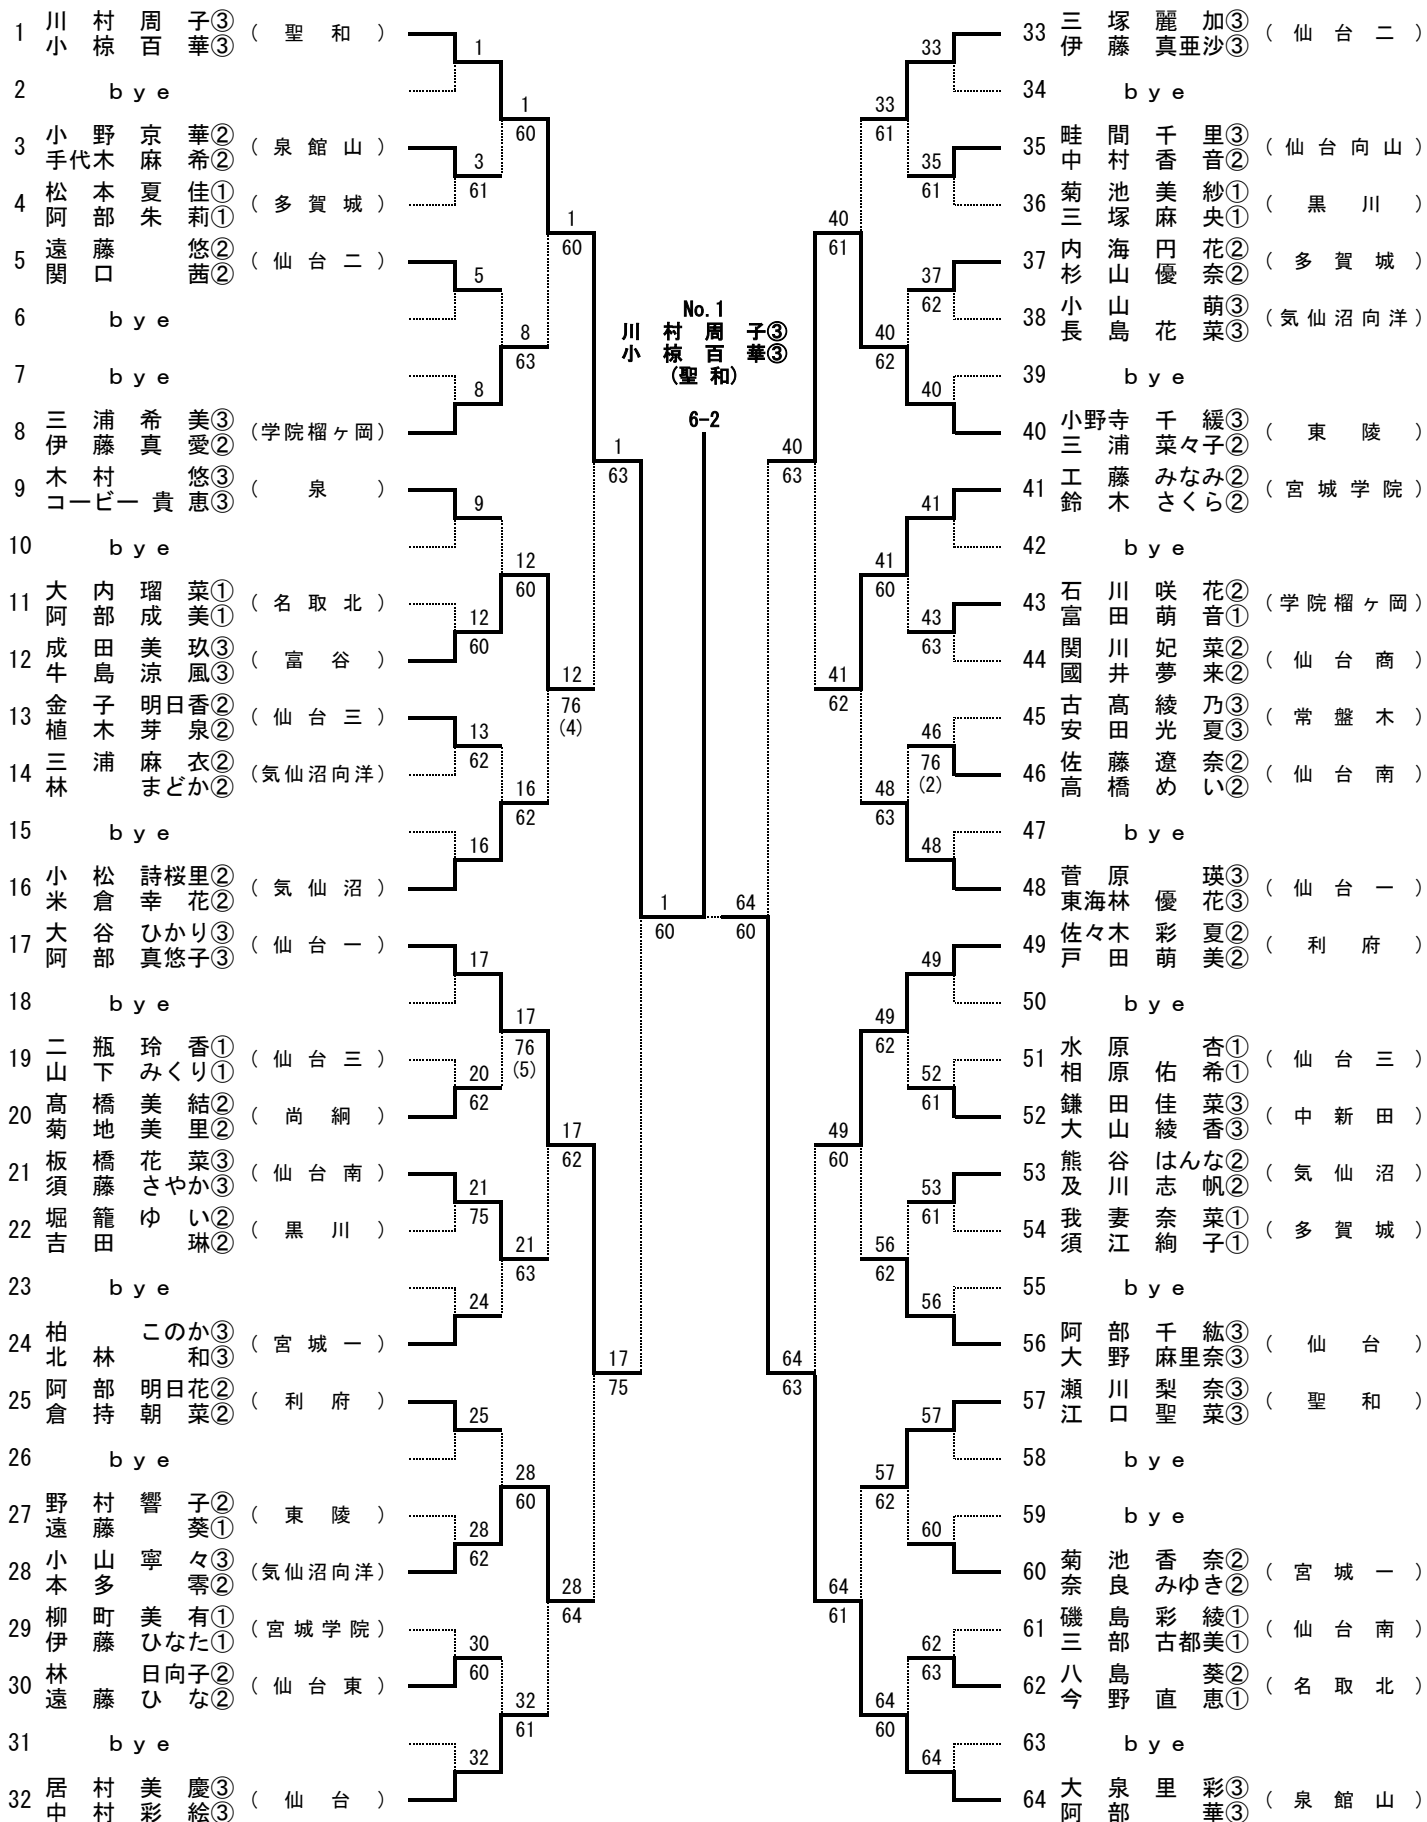 1 川村周子③ 小椋百華③ (聖和)
2 bye
3 小野京華② 手代木麻希② (泉館山)
4 松本夏佳① 阿部朱莉① (多賀城)
5 遠藤悠② 関口茜② (仙台二)
6 bye
7 bye
8 三浦希美③ 伊藤真愛② (学院榴ヶ岡)
9 木村悠③ コービー貴恵③ (泉)
10 bye
11 大内瑠菜① 阿部成美① (名取北)
12 成田美玖③ 牛島涼風③ (富谷)
13 金子明日香② 植木芽泉② (仙台三)
14 三浦麻衣② 林まどか② (気仙沼向洋)
15 bye
16 小松詩桜里② 米倉幸花② (気仙沼)
17 大谷ひかり③ 阿部真悠子③ (仙台一)
18 bye
19 二瓶玲香① 山下みくり① (仙台三)
20 髙橋美結② 菊地美里② (尚絅)
21 板橋花菜③ 須藤さやか③ (仙台南)
22 堀籠ゆい② 吉田琳② (黒川)
23 bye
24 柏このか③ 北林和③ (宮城一)
25 阿部明日花② 倉持朝菜② (利府)
26 bye
27 野村響子② 遠藤葵① (東陵)
28 小山寧々③ 本多零② (気仙沼向洋)
29 柳町美有① 伊藤ひなた① (宮城学院)
30 林日向子② 遠藤ひな② (仙台東)
31 bye
32 居村美慶③ 中村彩絵③ (仙台)
1
3
61
5
8
9
12
60
13
62
16
17
20
62
21
75
24
25
28
62
30
60
32
1
60
8
63
12
60
16
62
17
76
(5)
21
63
28
60
32
61
1
60
12
76
(4)
17
62
28
64
1
63
17
75
1
60
No.1
川村周子③
小椋百華③
(聖和)
6-2
64
60
40
63
64
63
40
61
41
62
49
60
64
61
33
61
40
62
41
60
48
63
49
62
56
62
57
62
64
60
33
35
61
37
62
40
41
43
63
46
76
(2)
48
49
52
61
53
61
56
57
60
62
63
64
33 三塚麗加③ 伊藤真亜沙③ (仙台二)
34 bye
35 畦間千里③ 中村香音② (仙台向山)
36 菊池美紗① 三塚麻央① (黒川)
37 内海円花② 杉山優奈② (多賀城)
38 小山萌③ 長島花菜③ (気仙沼向洋)
39 bye
40 小野寺千緩③ 三浦菜々子② (東陵)
41 工藤みなみ② 鈴木さくら② (宮城学院)
42 bye
43 石川咲花② 富田萌音① (学院榴ヶ岡)
44 関川妃菜② 國井夢来② (仙台商)
45 古髙綾乃③ 安田光夏③ (常盤木)
46 佐藤遼奈② 高橋めい② (仙台南)
47 bye
48 菅原瑛③ 東海林優花③ (仙台一)
49 佐々木彩夏② 戸田萌美② (利府)
50 bye
51 水原杏① 相原佑希① (仙台三)
52 鎌田佳菜③ 大山綾香③ (中新田)
53 熊谷はんな② 及川志帆② (気仙沼)
54 我妻奈菜① 須江絢子① (多賀城)
55 bye
56 阿部千紘③ 大野麻里奈③ (仙台)
57 瀬川梨奈③ 江口聖菜③ (聖和)
58 bye
59 bye
60 菊池香奈② 奈良みゆき② (宮城一)
61 磯島彩綾① 三部古都美① (仙台南)
62 八島葵② 今野直恵① (名取北)
63 bye
64 大泉里彩③ 阿部華③ (泉館山)